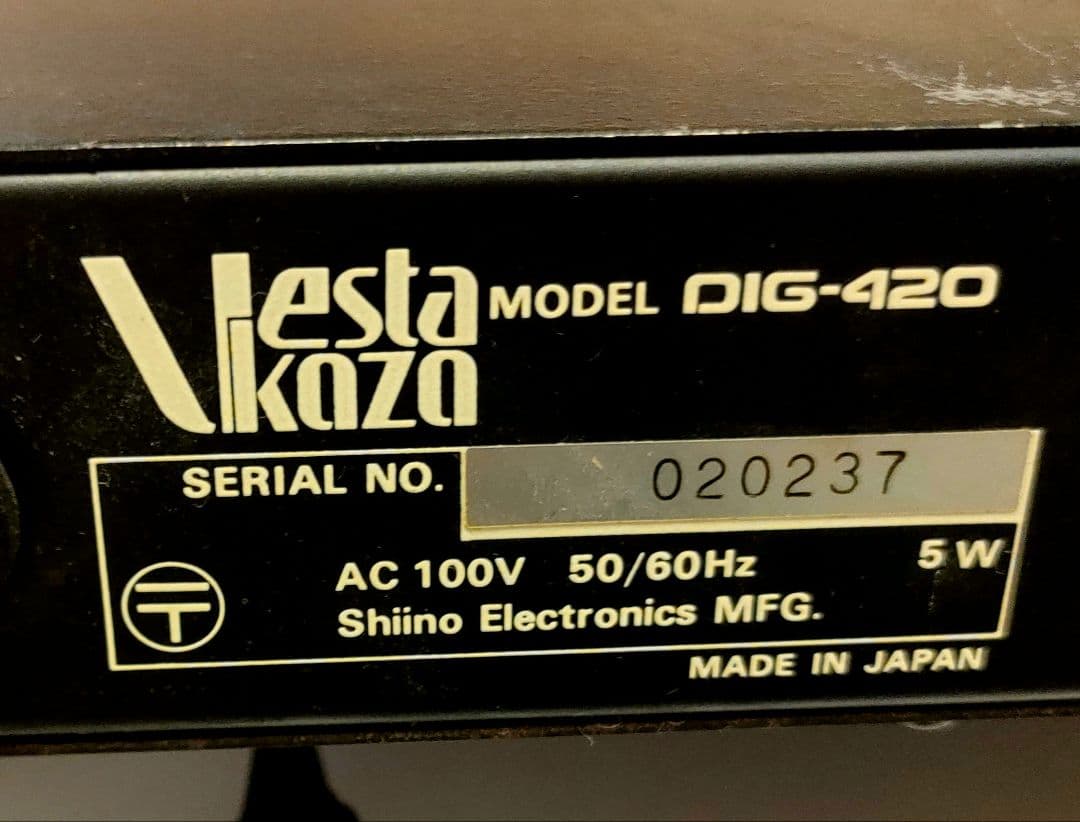 Vesta
kaza
MODEL DIG-420
SERIAL NO. 020237
AC 100V 50/60Hz 5W
Shiino Electronics MFG.
MADE IN JAPAN